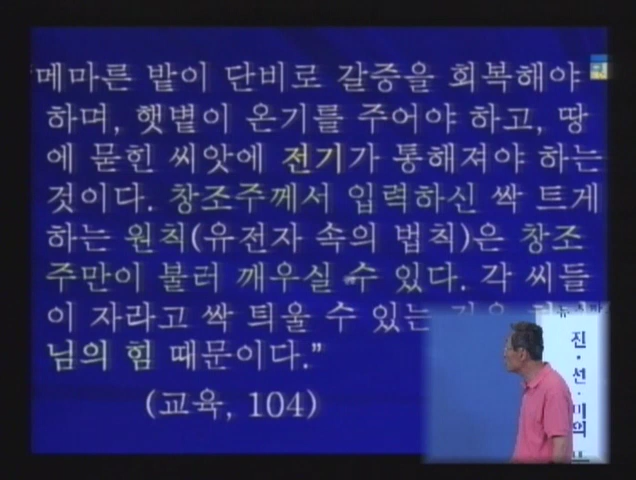 메마른 밭이 단비로 갈증을 회복해야
하며, 햇볕이 온기를 주어야 하고, 땅
에 묻힌 씨앗에 전기가 통해져야 하는
것이다. 창조주께서 입력하신 싹 트게
하는 원칙(유전자 속의 법칙)은 창조
주만이 불러 깨우실 수 있다. 각 씨들
이 자라고 싹 틔울 수 있는
님의 힘 때문이다.”
(교육, 104)
진·선·미의